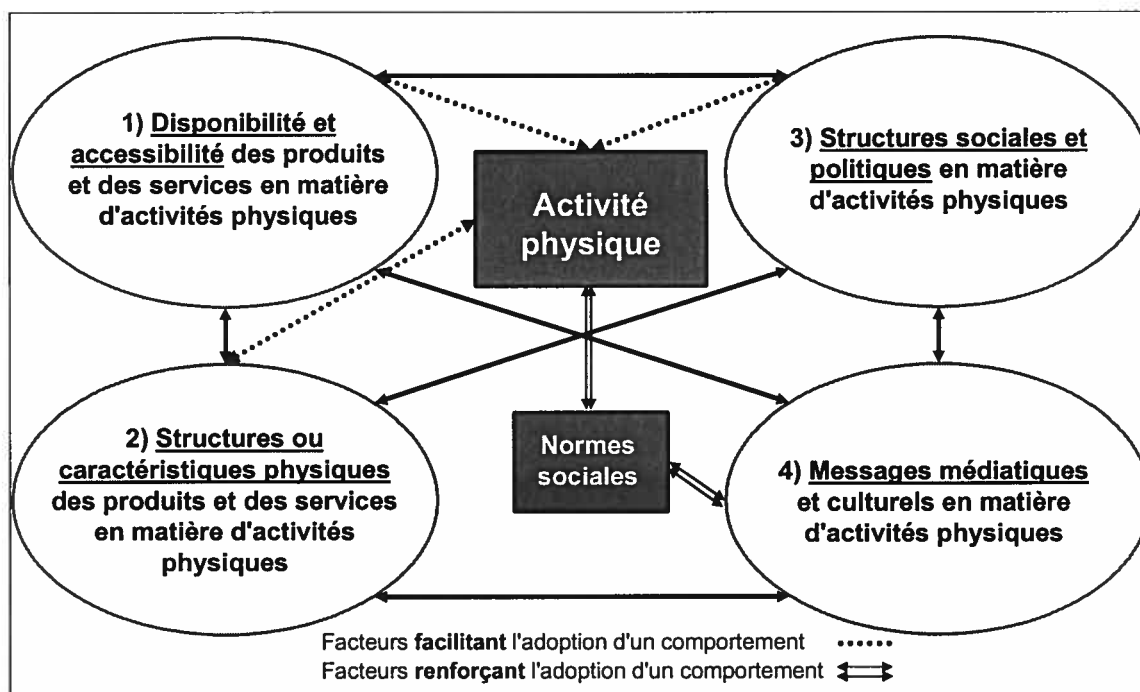 1) Disponibilité et
accessibilité des produits
et des services en matière
d'activités physiques
3) Structures sociales et
politiques en matière
d'activités physiques
Activité
physique
2) Structures ou
caractéristiques physiques
des produits et des services
en matière d'activités
physiques
Normes
sociales
4) Messages médiatiques
et culturels en matière
d'activités physiques
Facteurs facilitant l'adoption d'un comportement
Facteurs renforçant l'adoption d'un comportement